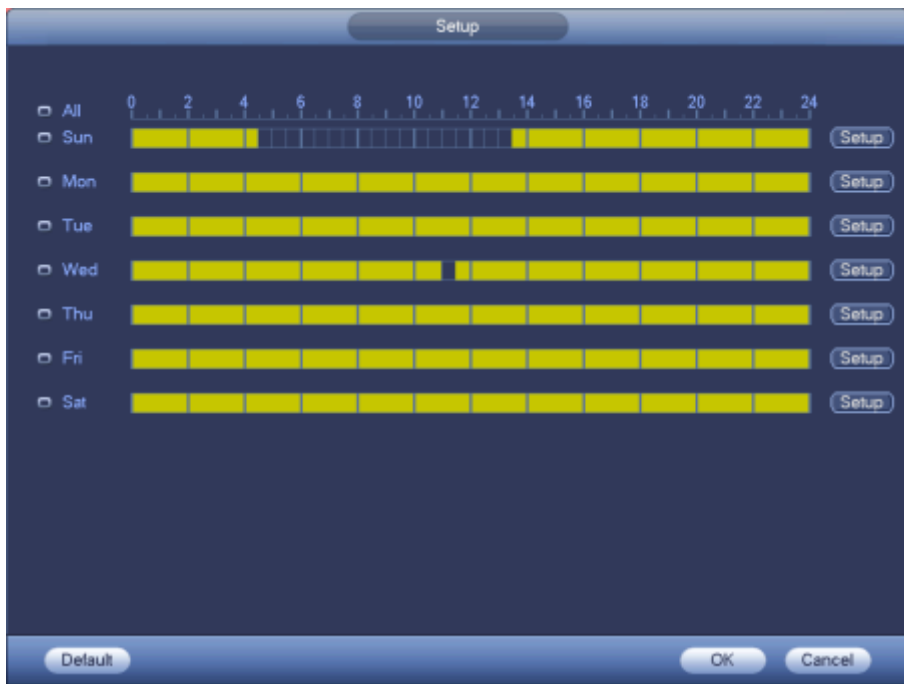 Setup
All 0 2 4 6 8 10 12 14 16 18 20 22 24
Sun Setup
Mon Setup
Tue Setup
Wed Setup
Thu Setup
Fri Setup
Sat Setup
Default OK Cancel